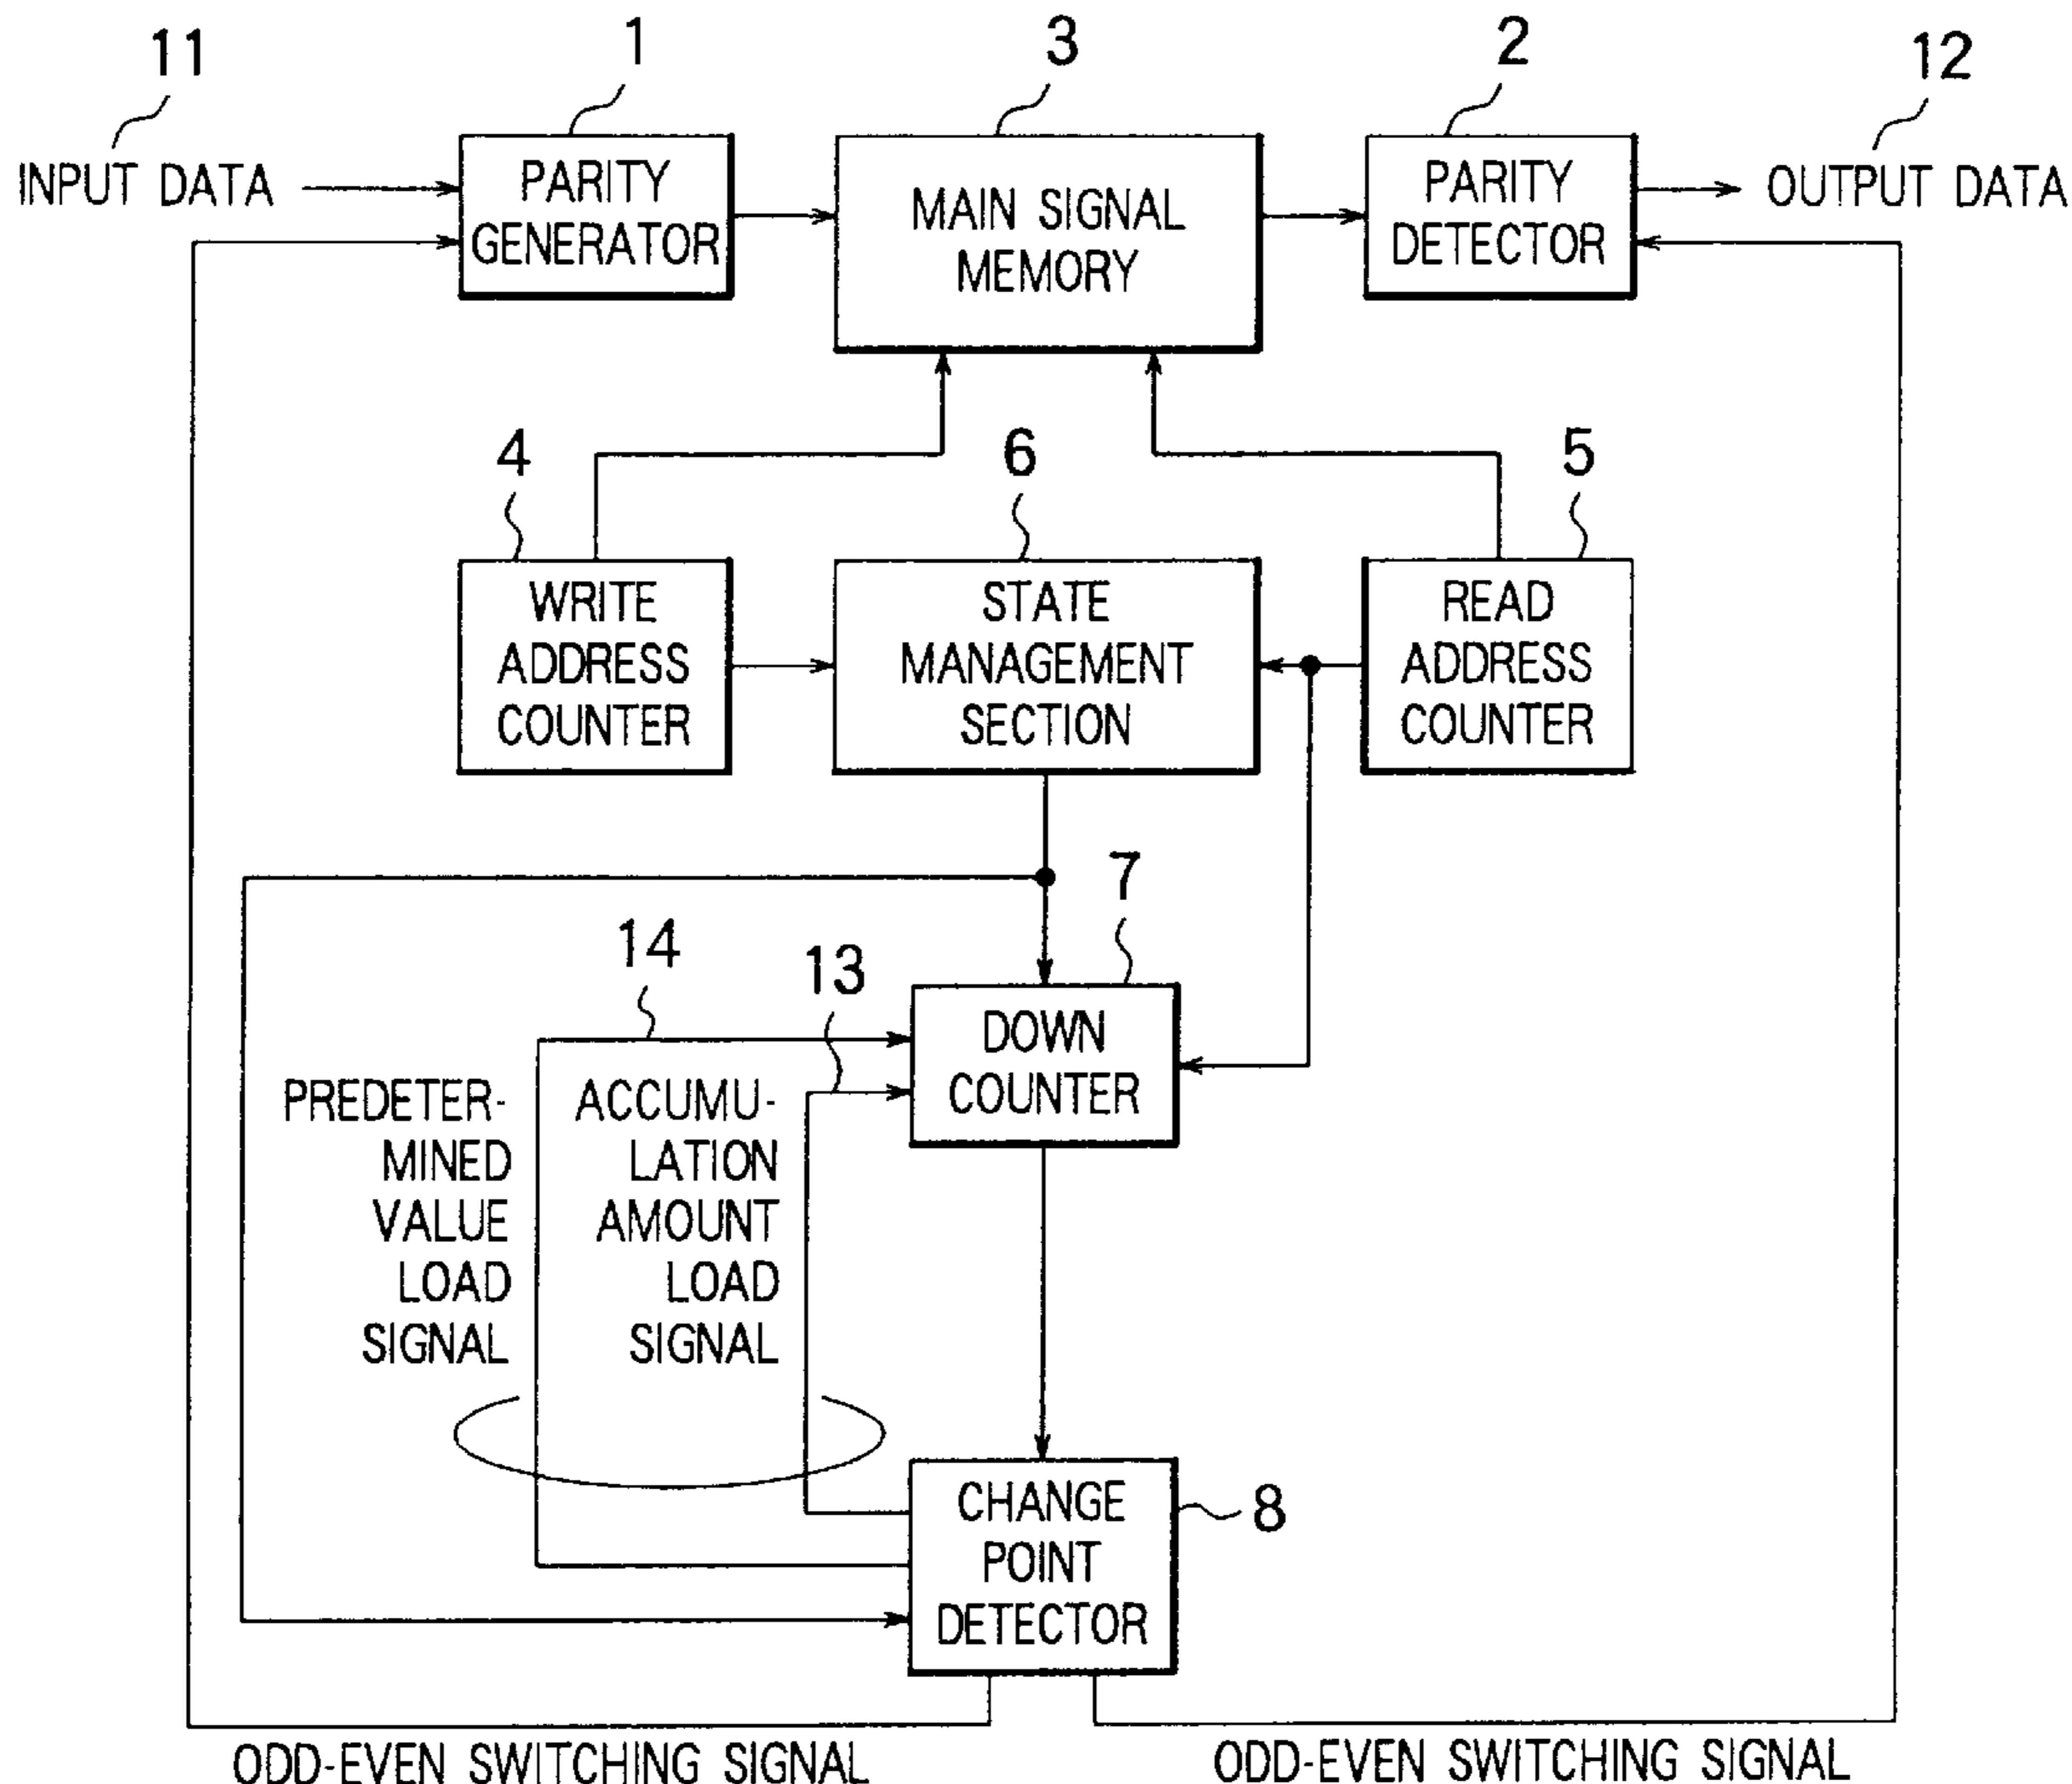 11
1
3
2
12
INPUT DATA
PARITY
GENERATOR
MAIN SIGNAL
MEMORY
PARITY
DETECTOR
OUTPUT DATA
4
6
5
WRITE
ADDRESS
COUNTER
STATE
MANAGEMENT
SECTION
READ
ADDRESS
COUNTER
7
14
13
DOWN
COUNTER
PREDETER-
MINED
VALUE
LOAD
SIGNAL
ACCUMU-
LATION
AMOUNT
LOAD
SIGNAL
CHANGE
POINT
DETECTOR
8
ODD-EVEN SWITCHING SIGNAL
ODD-EVEN SWITCHING SIGNAL